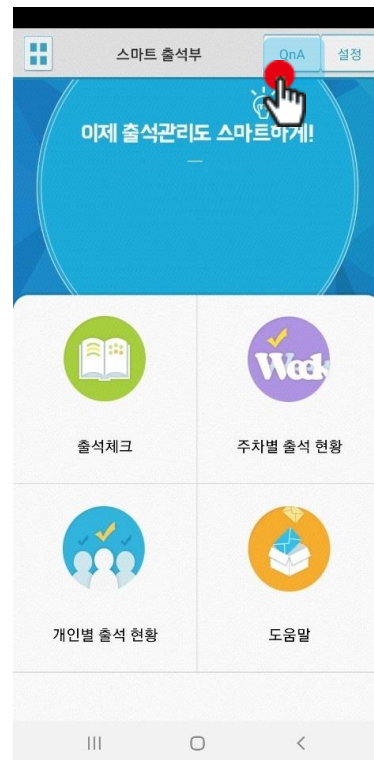 스마트 출석부
QnA
설정
이제 출석관리도 스마트하게!
Week
출석체크
주차별 출석 현황
개인별 출석 현황
도움말